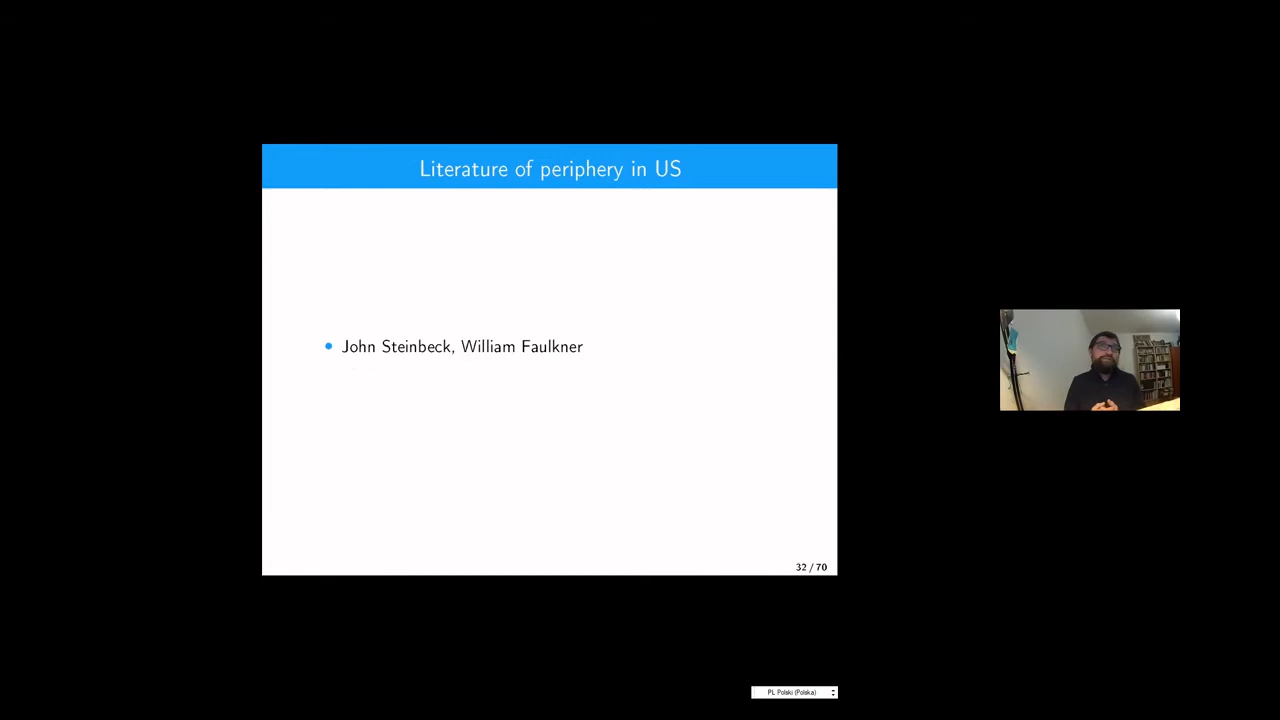 Literature of periphery in US
John Steinbeck, William Faulkner
32 / 70
PL Polski (Polska)